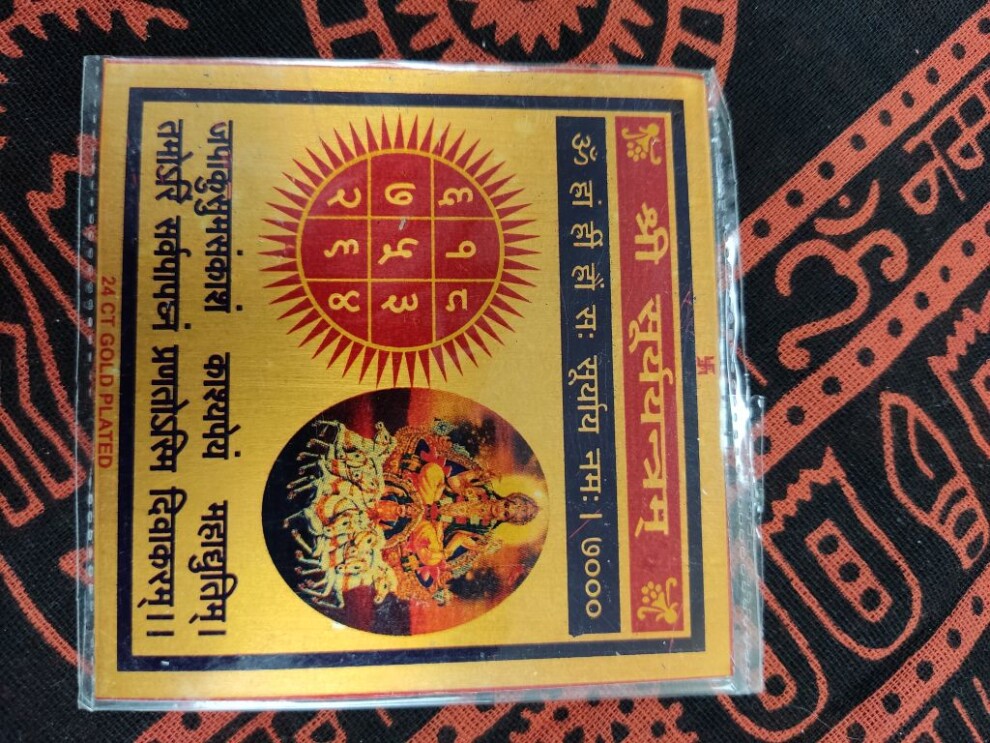 श्री सूर्ययन्त्रम्
ॐ हां हीं हौं सः सूर्याय नमः। ७०००
६ १ ८
७ ५ ३
२ ६ ४
जपाकुसुमसंकाशं काश्यपेयं महाद्युतिम्।
तमोऽरिं सर्वपापघ्नं प्रणतोऽस्मि दिवाकरम्।।
24 CT GOLD PLATED